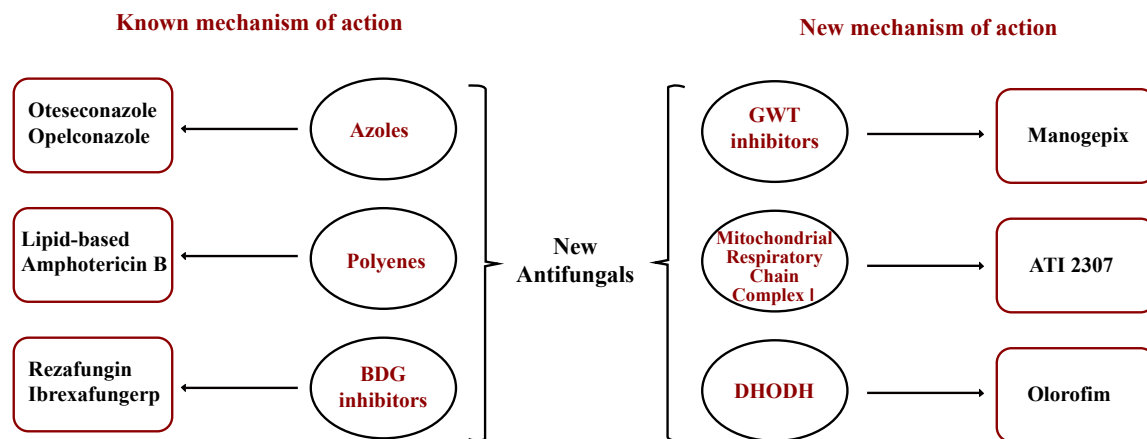 Known mechanism of action
New mechanism of action
Oteseconazole
Opelconazole
Azoles
Lipid-based
Amphotericin B
Polyenes
Rezafungin
Ibrexafungerp
BDG
inhibitors
New
Antifungals
GWT
inhibitors
Manogepix
Mitochondrial
Respiratory
Chain
Complex I
ATI 2307
DHODH
Olorofim